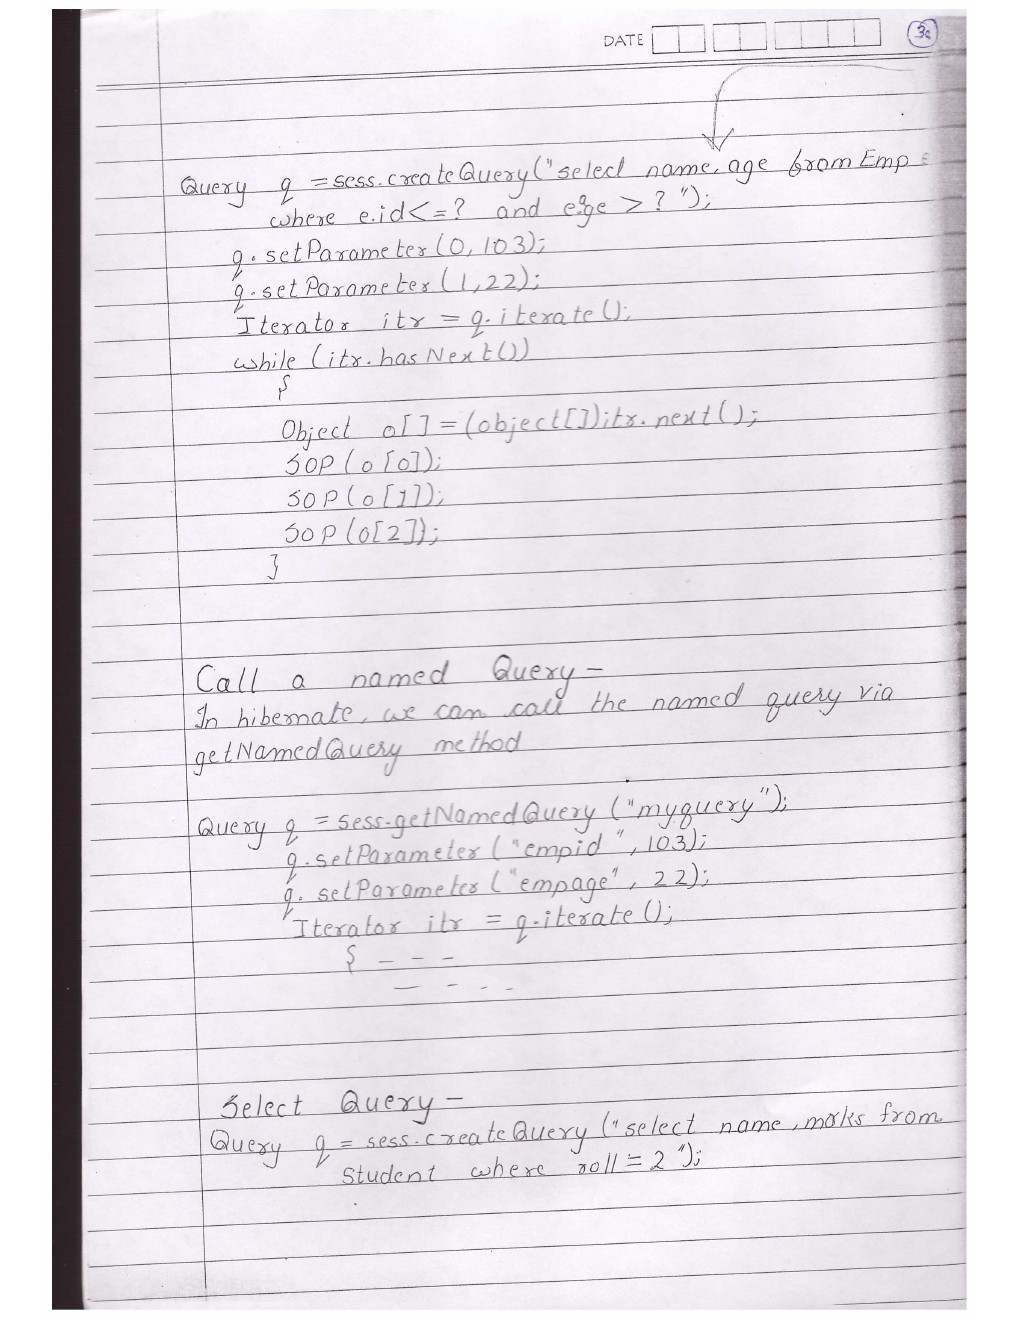 DATE
Query q = sess.createQuery("select name, age from Emp e
where e.id<=? and e.ge > ? ");
q.setParameter(0, 103);
q.setParameter(1,22);
Iterator itr = q.iterate();
while (itr.hasNext())
{
Object o[] = (object[])itr.next();
SOP (o[0]);
SOP (o[1]);
SOP (o[2]);
}
Call a named Query –
In hibernate, we can call the named query via
getNamedQuery method
Query q = sess.getNamedQuery ("myquery");
q.setParameter ("empid", 103);
q.setParameter ("empage", 22);
Iterator itr = q.iterate();
{ – – –
– – - -
Select Query –
Query q = sess.createQuery ("select name, marks from
Student where roll = 2 ");